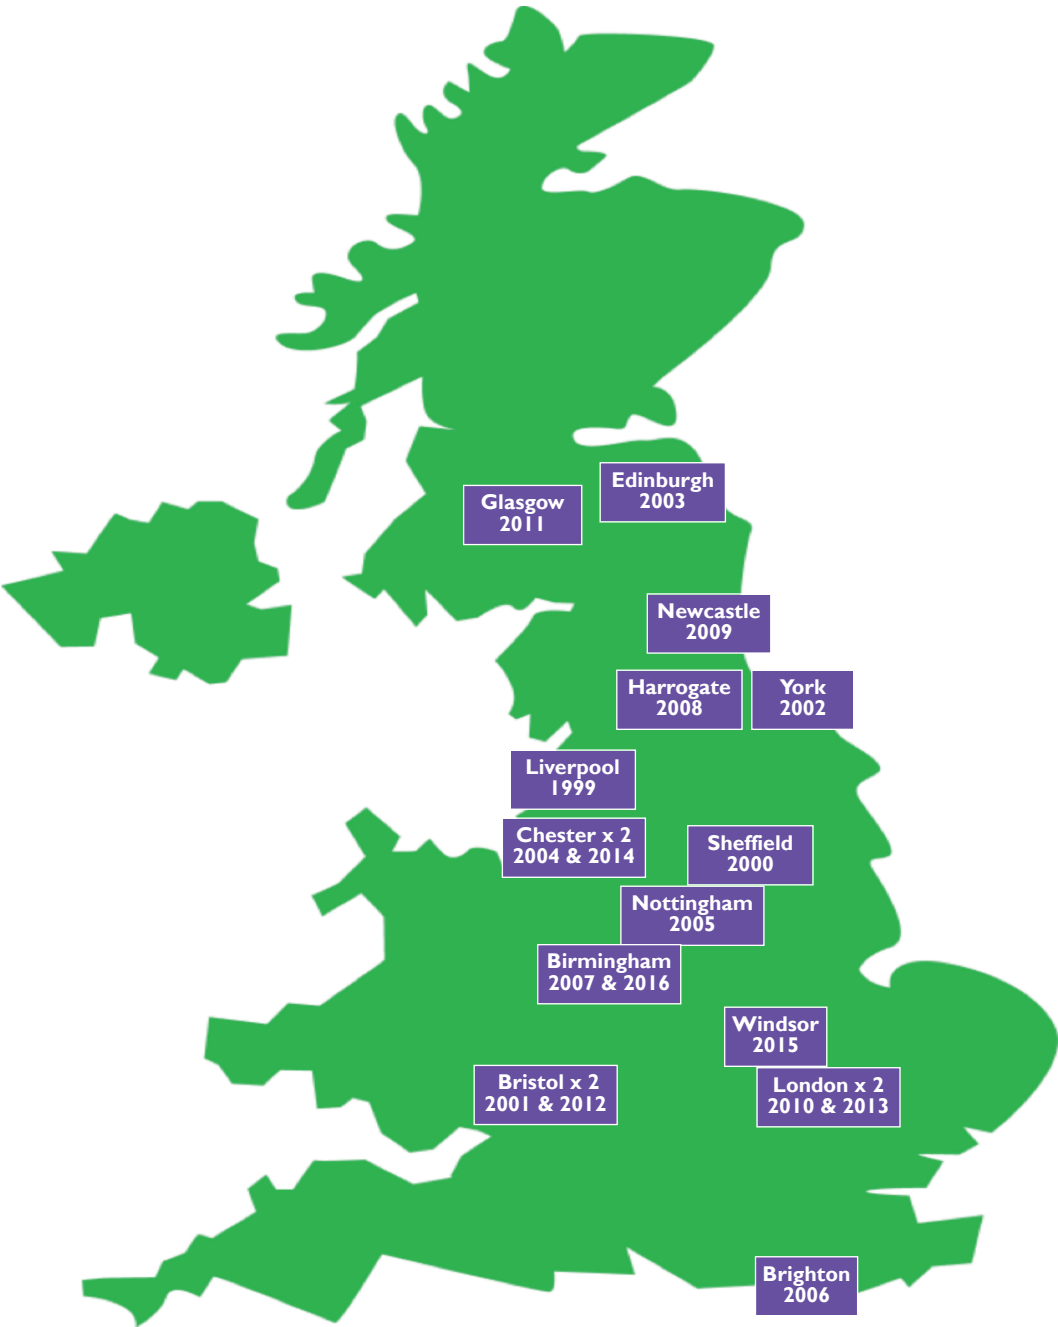 Edinburgh
2003
Glasgow
2011
Newcastle
2009
Harrogate
2008
York
2002
Liverpool
1999
Chester x 2
2004 & 2014
Sheffield
2000
Nottingham
2005
Birmingham
2007 & 2016
Windsor
2015
Bristol x 2
2001 & 2012
London x 2
2010 & 2013
Brighton
2006